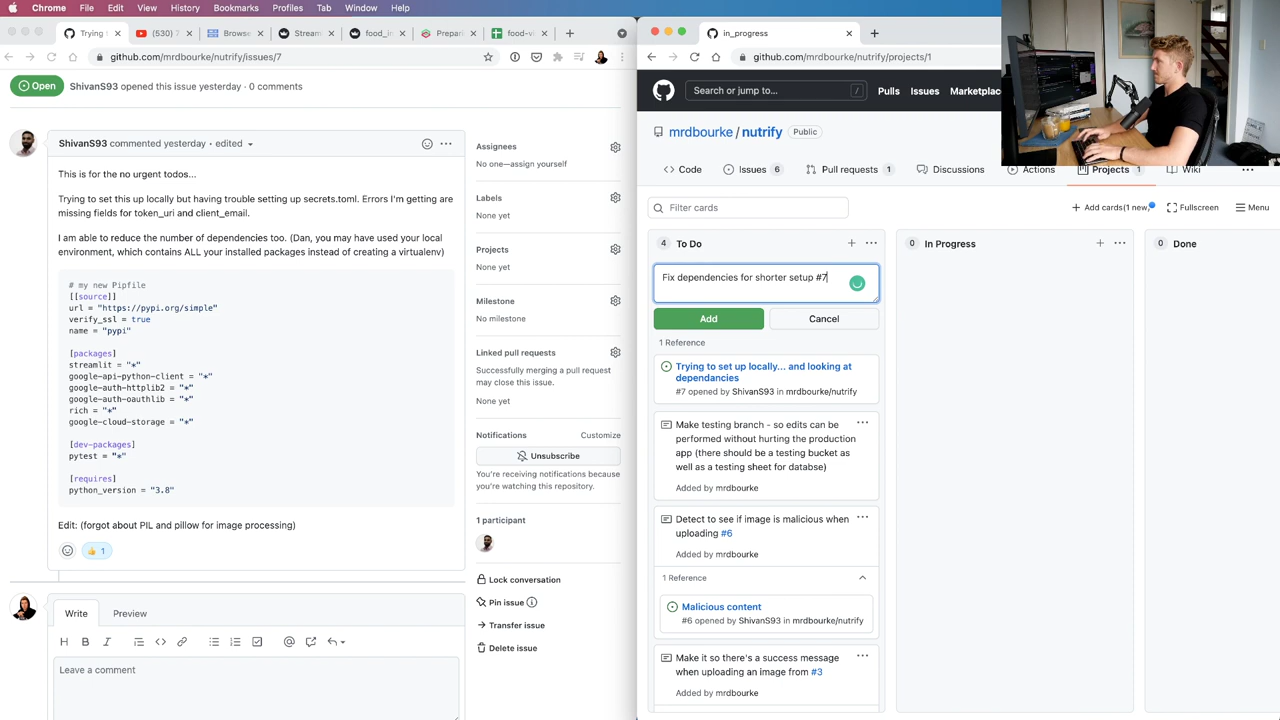 Chrome File Edit View History Bookmarks Profiles Tab Window Help
Trying t
(530) 7
Browse
Stream
food_in
Prepari
food-vi
github.com/mrdbourke/nutrify/issues/7
Open ShivanS93 opened this issue yesterday · 0 comments
ShivanS93 commented yesterday • edited
This is for the no urgent todos...
Trying to set this up locally but having trouble setting up secrets.toml. Errors I'm getting are
missing fields for token_uri and client_email.
I am able to reduce the number of dependencies too. (Dan, you may have used your local
environment, which contains ALL your installed packages instead of creating a virtualenv)
# my new Pipfile
[[source]]
url = "https://pypi.org/simple"
verify_ssl = true
name = "pypi"
[packages]
streamlit = "*"
google-api-python-client = "*"
google-auth-httplib2 = "*"
google-auth-oauthlib = "*"
rich = "*"
google-cloud-storage = "*"
[dev-packages]
pytest = "*"
[requires]
python_version = "3.8"
Edit: (forgot about PIL and pillow for image processing)
1
Write Preview
Leave a comment
Assignees
No one—assign yourself
Labels
None yet
Projects
None yet
Milestone
No milestone
Linked pull requests
Successfully merging a pull request
may close this issue.
None yet
Notifications Customize
Unsubscribe
You're receiving notifications because
you're watching this repository.
1 participant
Lock conversation
Pin issue
Transfer issue
Delete issue
in_progress
github.com/mrdbourke/nutrify/projects/1
Search or jump to... /
Pulls Issues Marketplac
mrdbourke / nutrify Public
Code Issues 6 Pull requests 1 Discussions Actions Projects 1 Wiki
Filter cards
Add cards(1 new) Fullscreen Menu
4 To Do
Fix dependencies for shorter setup #7
Add Cancel
1 Reference
Trying to set up locally... and looking at
dependancies
#7 opened by ShivanS93 in mrdbourke/nutrify
Make testing branch - so edits can be
performed without hurting the production
app (there should be a testing bucket as
well as a testing sheet for databse)
Added by mrdbourke
Detect to see if image is malicious when
uploading #6
Added by mrdbourke
1 Reference
Malicious content
#6 opened by ShivanS93 in mrdbourke/nutrify
Make it so there's a success message
when uploading an image from #3
Added by mrdbourke
0 In Progress
0 Done